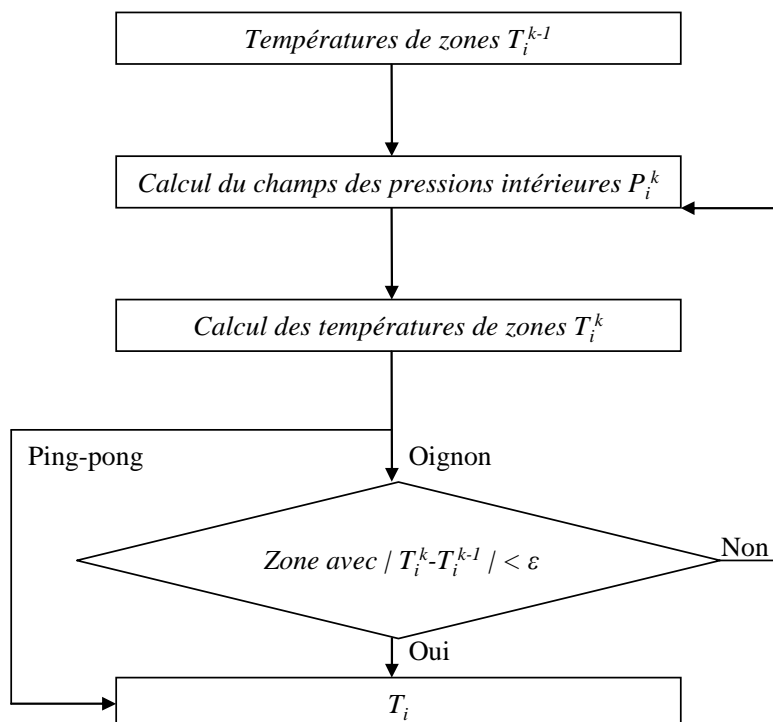 Températures de zones T_i^{k-1}
Calcul du champs des pressions intérieures P_i^k
Calcul des températures de zones T_i^k
Ping-pong
Oignon
Zone avec | T_i^k-T_i^{k-1} | < ε
Non
Oui
T_i